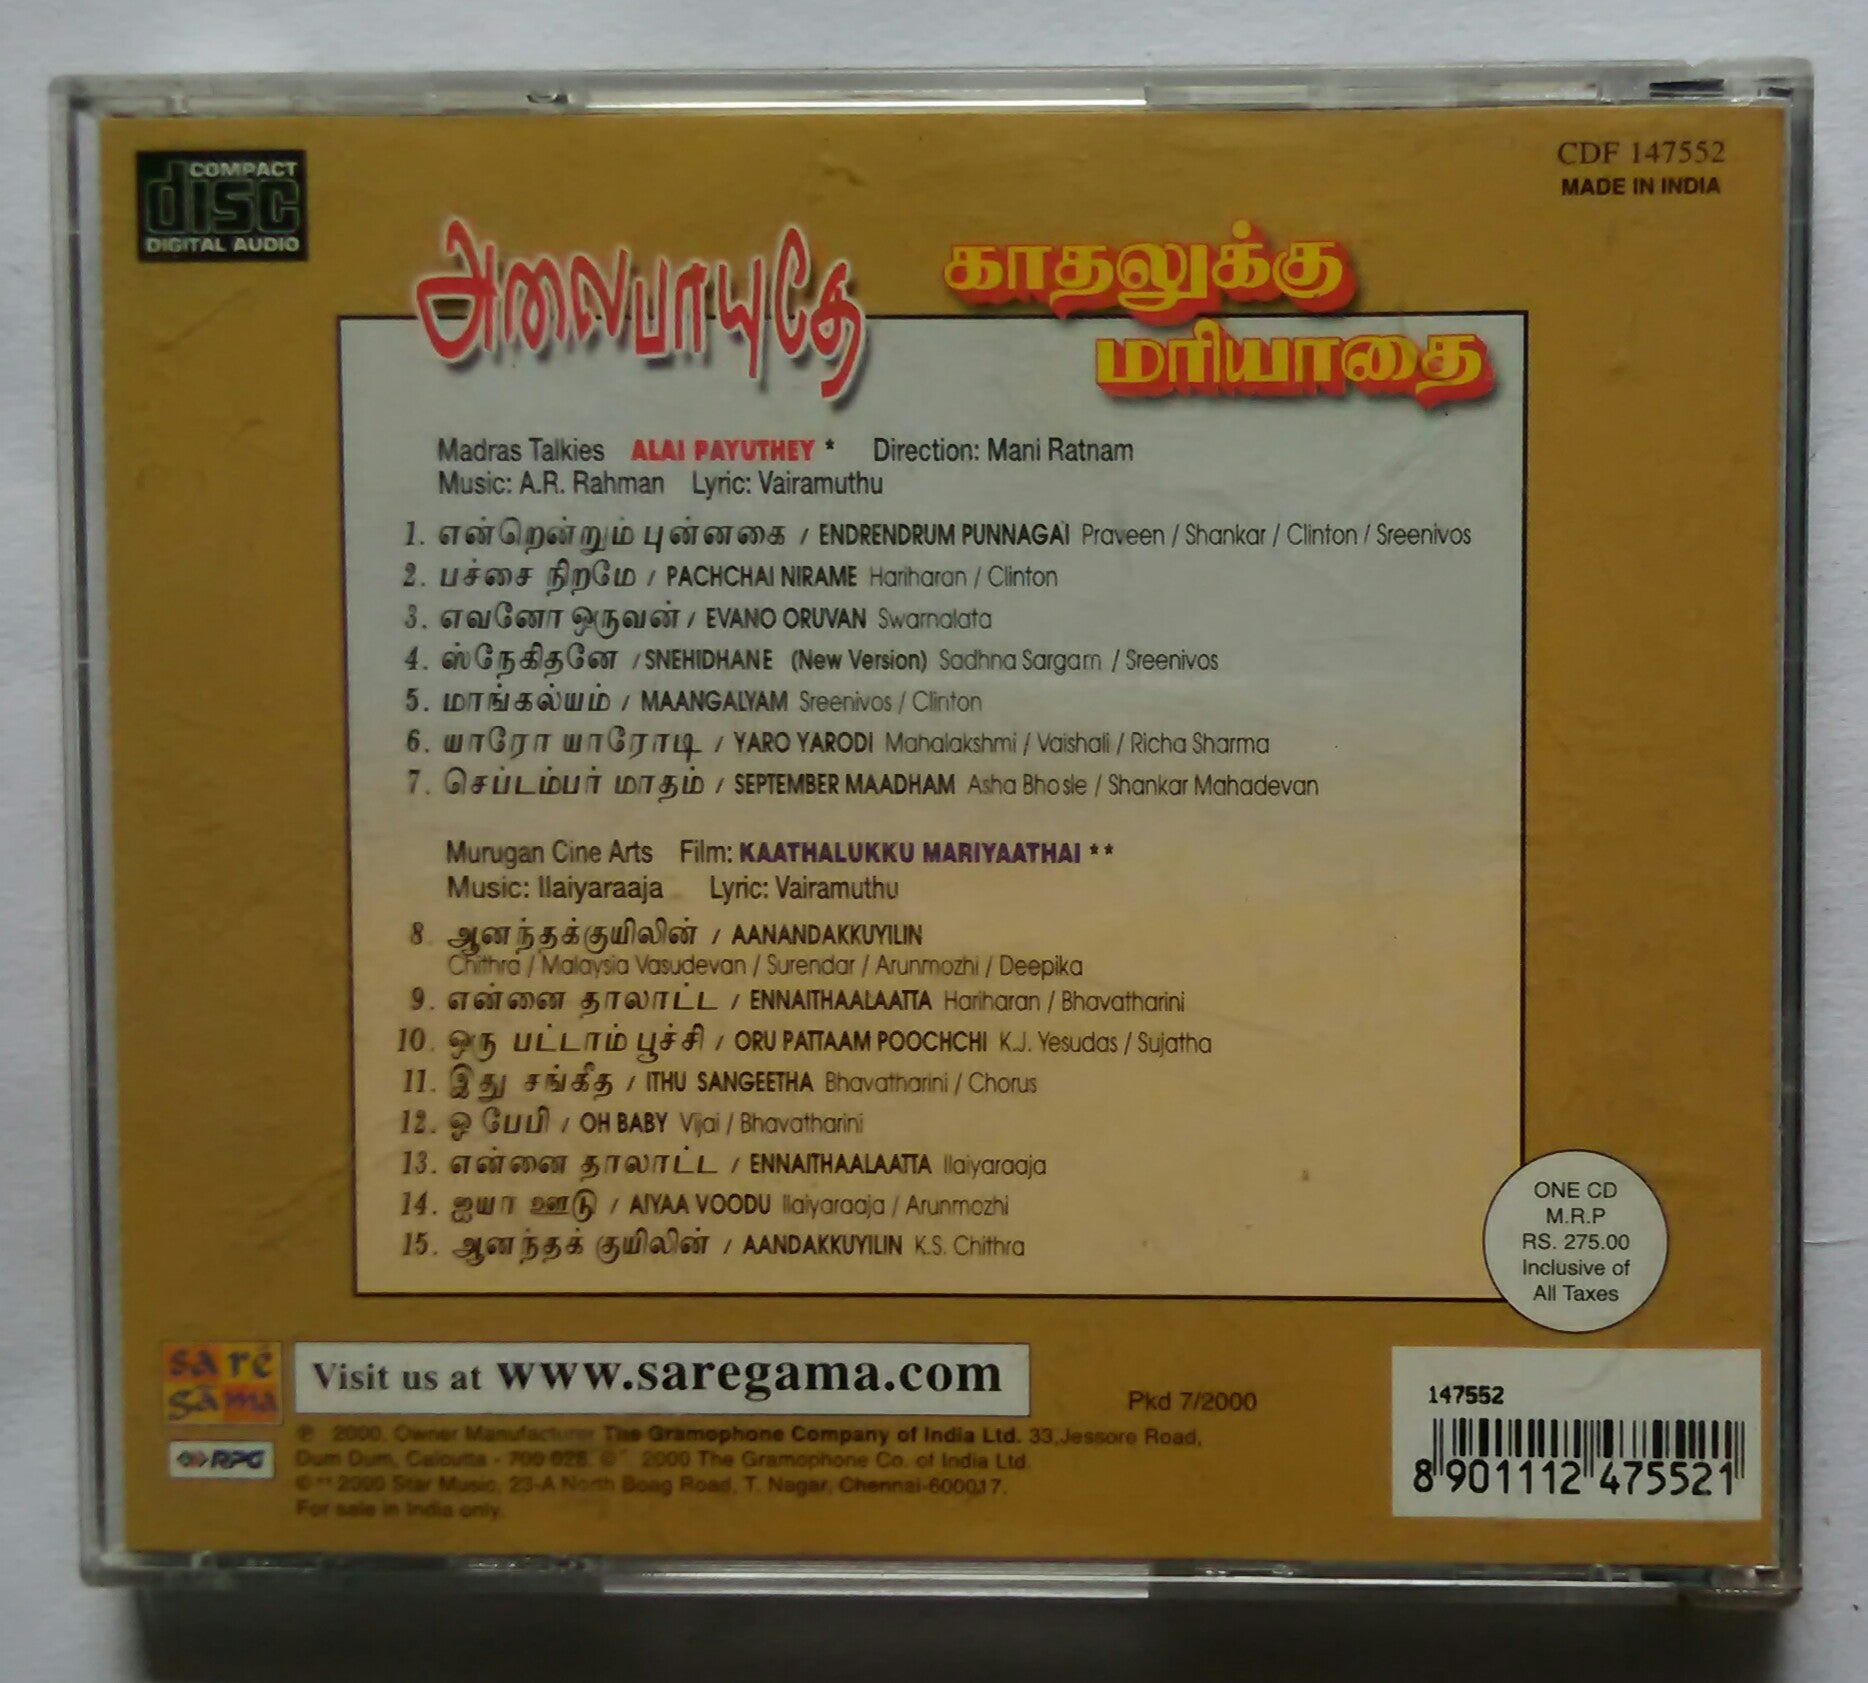 COMPACT
disc
DIGITAL AUDIO
CDF 147552
MADE IN INDIA
அலைபாயுதே
காதலுக்கு
மரியாதை
Madras Talkies ALAI PAYUTHEY * Direction: Mani Ratnam
Music: A.R. Rahman Lyric: Vairamuthu
1. என்றென்றும் புன்னகை / ENDRENDRUM PUNNAGAI Praveen / Shankar / Clinton / Sreenivos
2. பச்சை நிறமே / PACHCHAI NIRAME Hariharan / Clinton
3. எவனோ ஒருவன் / EVANO ORUVAN Swarnalata
4. ஸ்நேகிதனே / SNEHIDHANE (New Version) Sadhna Sargam / Sreenivos
5. மாங்கல்யம் / MAANGALYAM Sreenivos / Clinton
6. யாரோ யாரோடி / YARO YARODI Mahalakshmi / Vaishali / Richa Sharma
7. செப்டம்பர் மாதம் / SEPTEMBER MAADHAM Asha Bhosle / Shankar Mahadevan
Murugan Cine Arts Film: KAATHALUKKU MARIYAATHAI **
Music: Ilaiyaraaja Lyric: Vairamuthu
8. ஆனந்தக்குயிலின் / AANANDAKKUYILIN
Chithra / Malaysia Vasudevan / Surendar / Arunmozhi / Deepika
9. என்னை தாலாட்ட / ENNAITHAALAATTA Hariharan / Bhavatharini
10. ஒரு பட்டாம் பூச்சி / ORU PATTAAM POOCHCHI K.J. Yesudas / Sujatha
11. இது சங்கீத / ITHU SANGEETHA Bhavatharini / Chorus
12. ஓ பேபி / OH BABY Vijai / Bhavatharini
13. என்னை தாலாட்ட / ENNAITHAALAATTA Ilaiyaraaja
14. ஐயா ஊடு / AIYAA VOODU Ilaiyaraaja / Arunmozhi
15. ஆனந்தக் குயிலின் / AANDAKKUYILIN K.S. Chithra
ONE CD
M.R.P
RS. 275.00
Inclusive of
All Taxes
sa re
ga ma
RPG
Visit us at www.saregama.com
Pkd 7/2000
℗ 2000. Owner Manufacturer The Gramophone Company of India Ltd. 33,Jessore Road,
Dum Dum, Calcutta - 700 028. ©* 2000 The Gramophone Co. of India Ltd.
©** 2000 Star Music, 23-A North Boag Road, T. Nagar, Chennai-600017.
For sale in India only.
147552
8 901112 475521